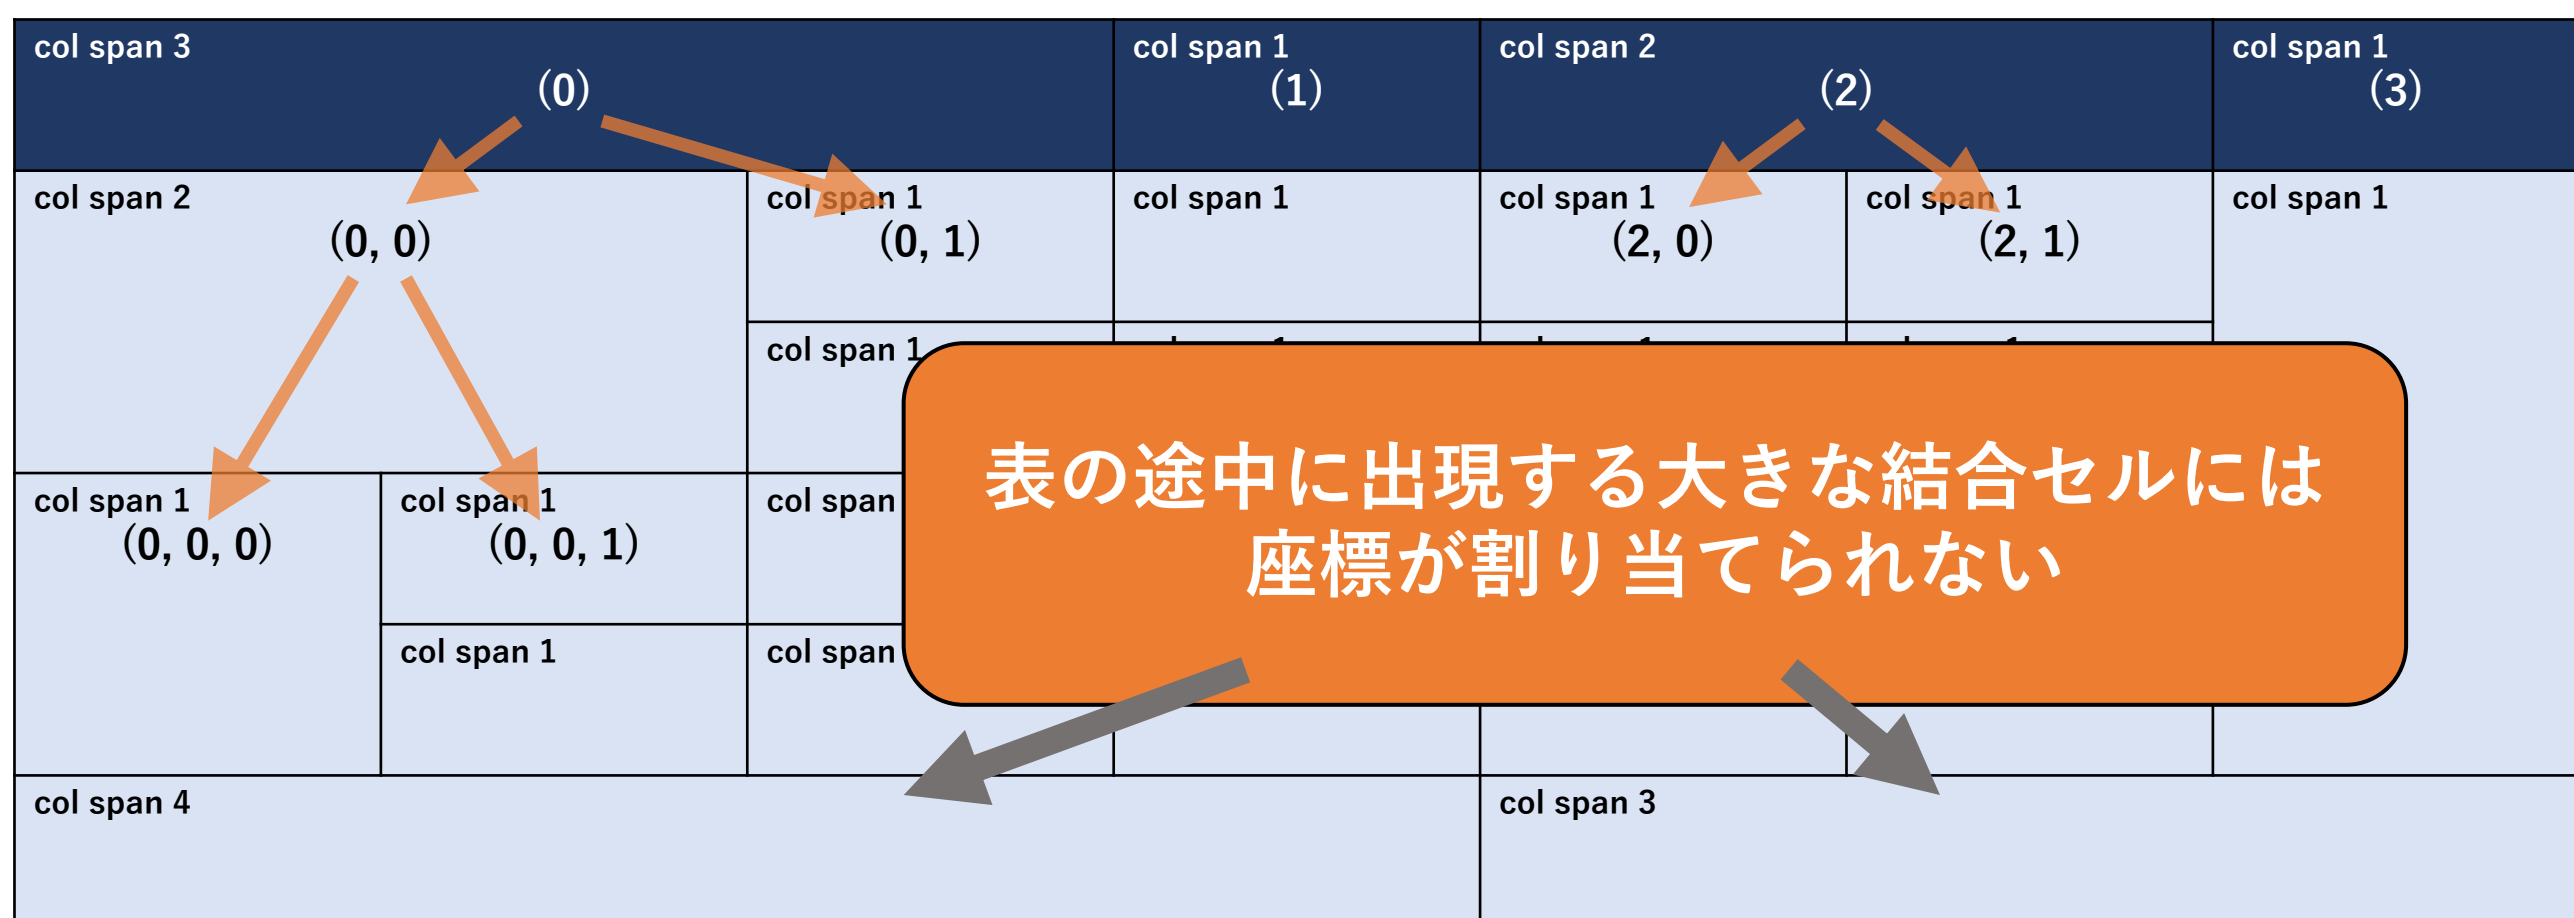 col span 3
(0)
col span 1
(1)
col span 2
(2)
col span 1
(3)
col span 2
(0, 0)
col span 1
(0, 1)
col span 1
col span 1
(2, 0)
col span 1
(2, 1)
col span 1
col span 1
表の途中に出現する大きな結合セルには
座標が割り当てられない
col span 1
(0, 0, 0)
col span 1
(0, 0, 1)
col span
col span 1
col span
col span 4
col span 3